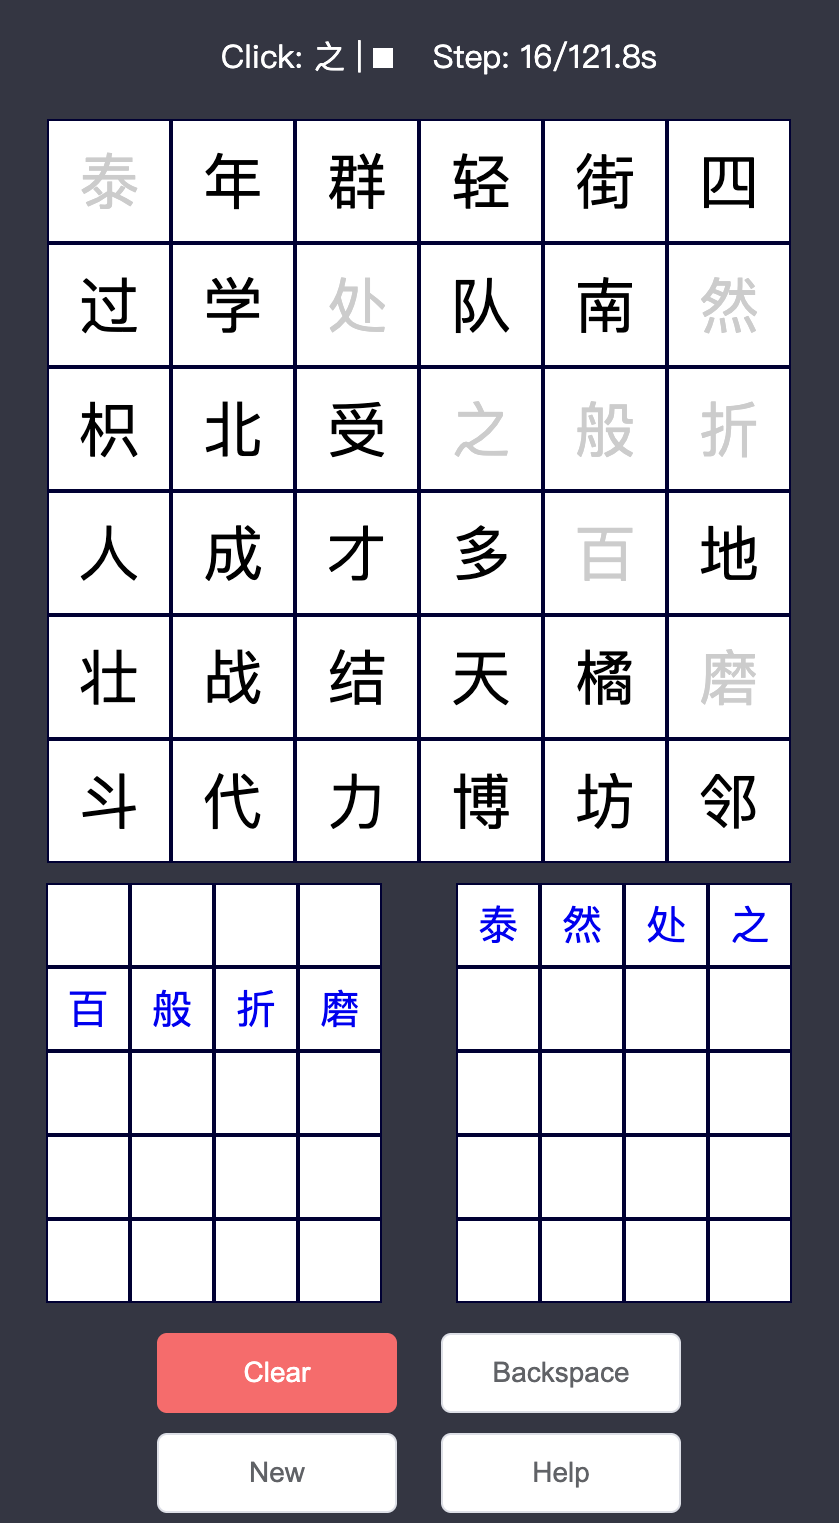 Click: 之 | ■ Step: 16/121.8s
泰 年 群 轻 街 四
过 学 处 队 南 然
枳 北 受 之 般 折
人 成 才 多 百 地
壮 战 结 天 橘 磨
斗 代 力 博 坊 邻
泰 然 处 之
百 般 折 磨
Clear Backspace
New Help